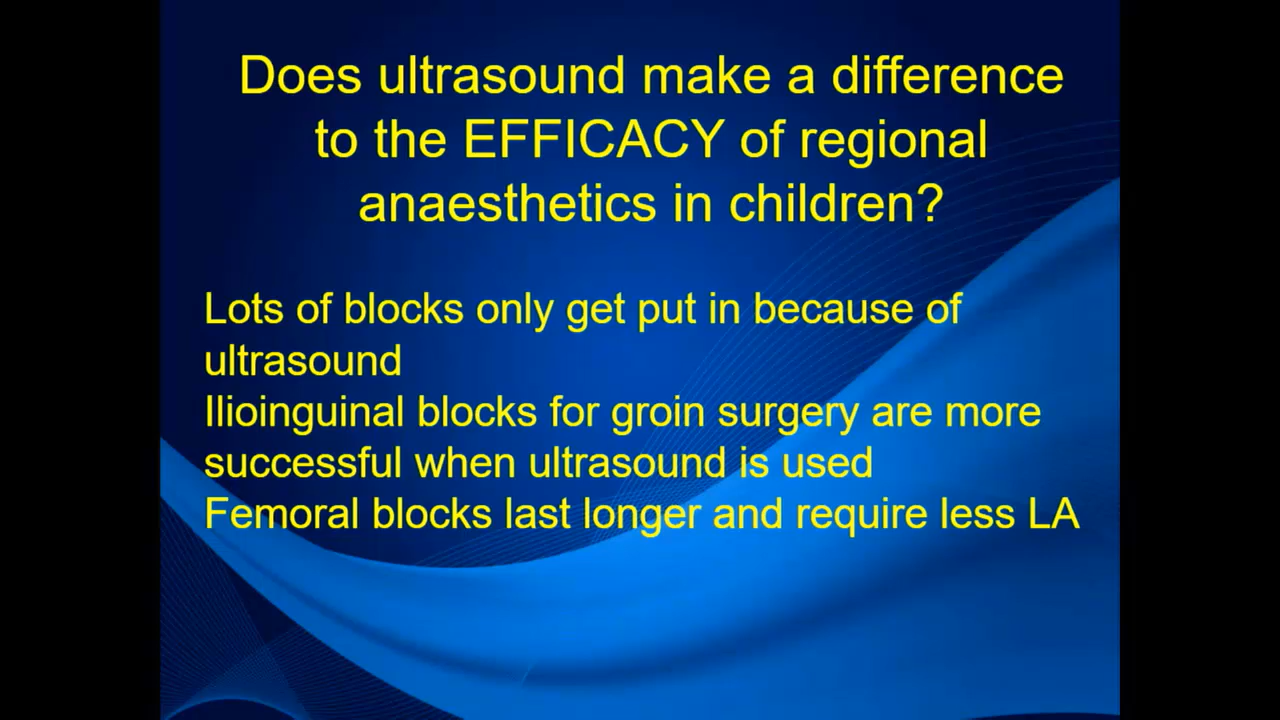 Does ultrasound make a difference
to the EFFICACY of regional
anaesthetics in children?
Lots of blocks only get put in because of
ultrasound
Ilioinguinal blocks for groin surgery are more
successful when ultrasound is used
Femoral blocks last longer and require less LA